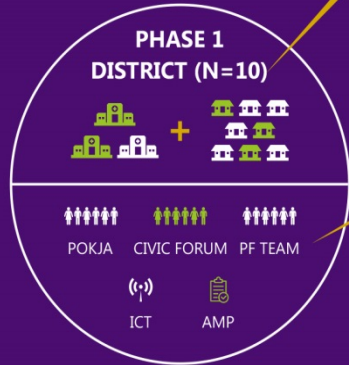 PHASE 1
DISTRICT (N=10)
+
POKJA CIVIC FORUM PF TEAM
ICT AMP